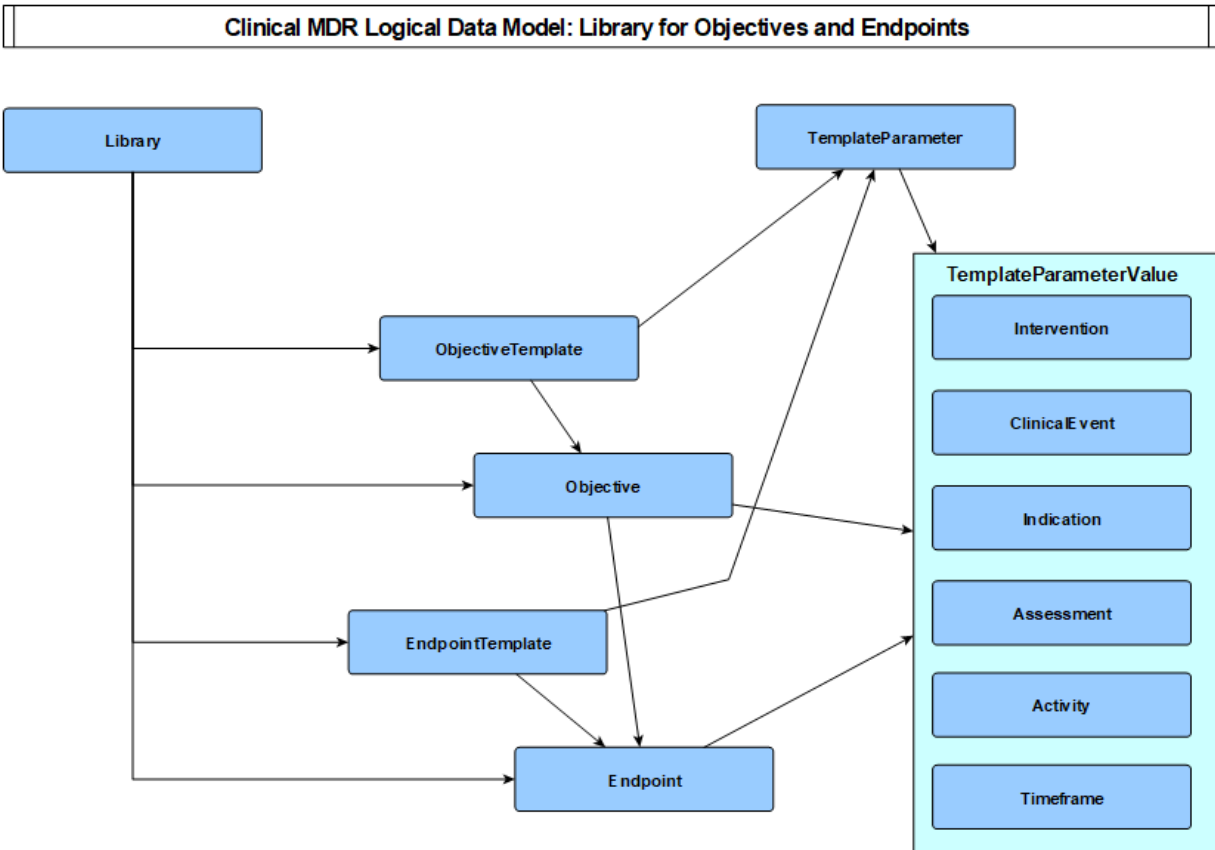 Clinical MDR Logical Data Model: Library for Objectives and Endpoints
Library
TemplateParameter
TemplateParameterValue
Intervention
ObjectiveTemplate
ClinicalEvent
Objective
Indication
EndpointTemplate
Assessment
Activity
Endpoint
Timeframe